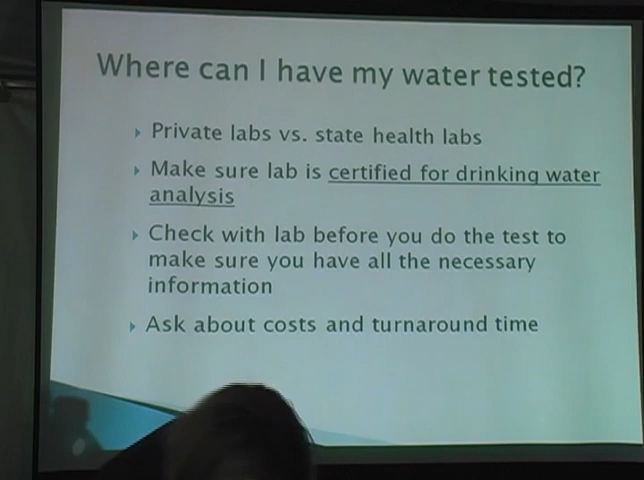 Where can I have my water tested?
Private labs vs. state health labs
Make sure lab is certified for drinking water
analysis
Check with lab before you do the test to
make sure you have all the necessary
information
Ask about costs and turnaround time